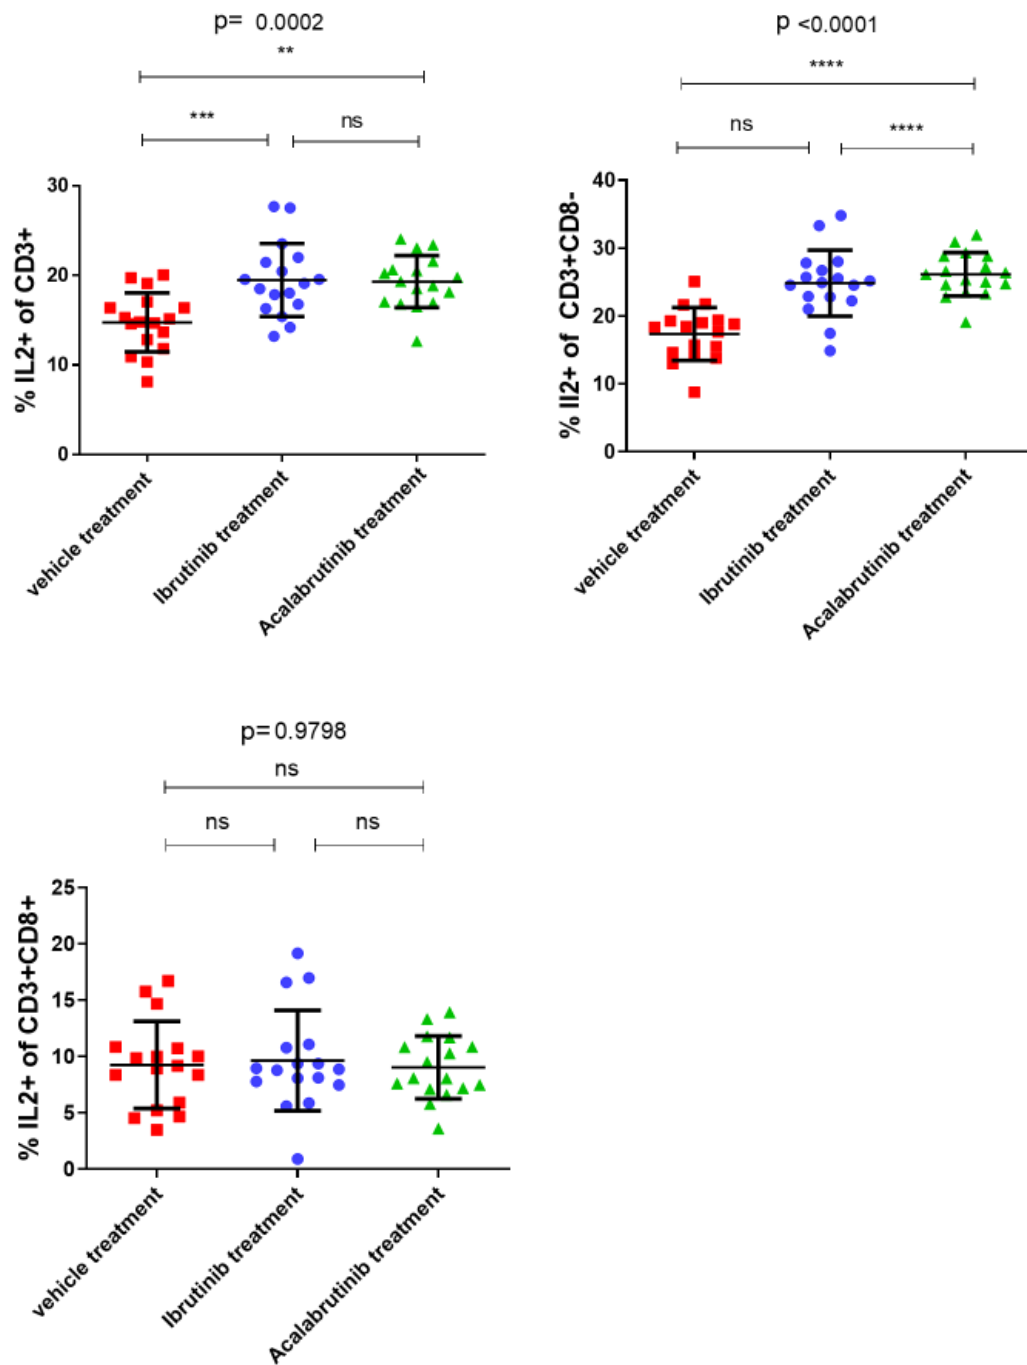 p= 0.0002
**
***
ns
% IL2+ of CD3+
30
20
10
0
vehicle treatment
Ibrutinib treatment
Acalabrutinib treatment
p <0.0001
****
ns
****
% Il2+ of CD3+CD8-
40
30
20
10
0
vehicle treatment
Ibrutinib treatment
Acalabrutinib treatment
p= 0.9798
ns
ns
ns
% IL2+ of CD3+CD8+
25
20
15
10
5
0
vehicle treatment
Ibrutinib treatment
Acalabrutinib treatment